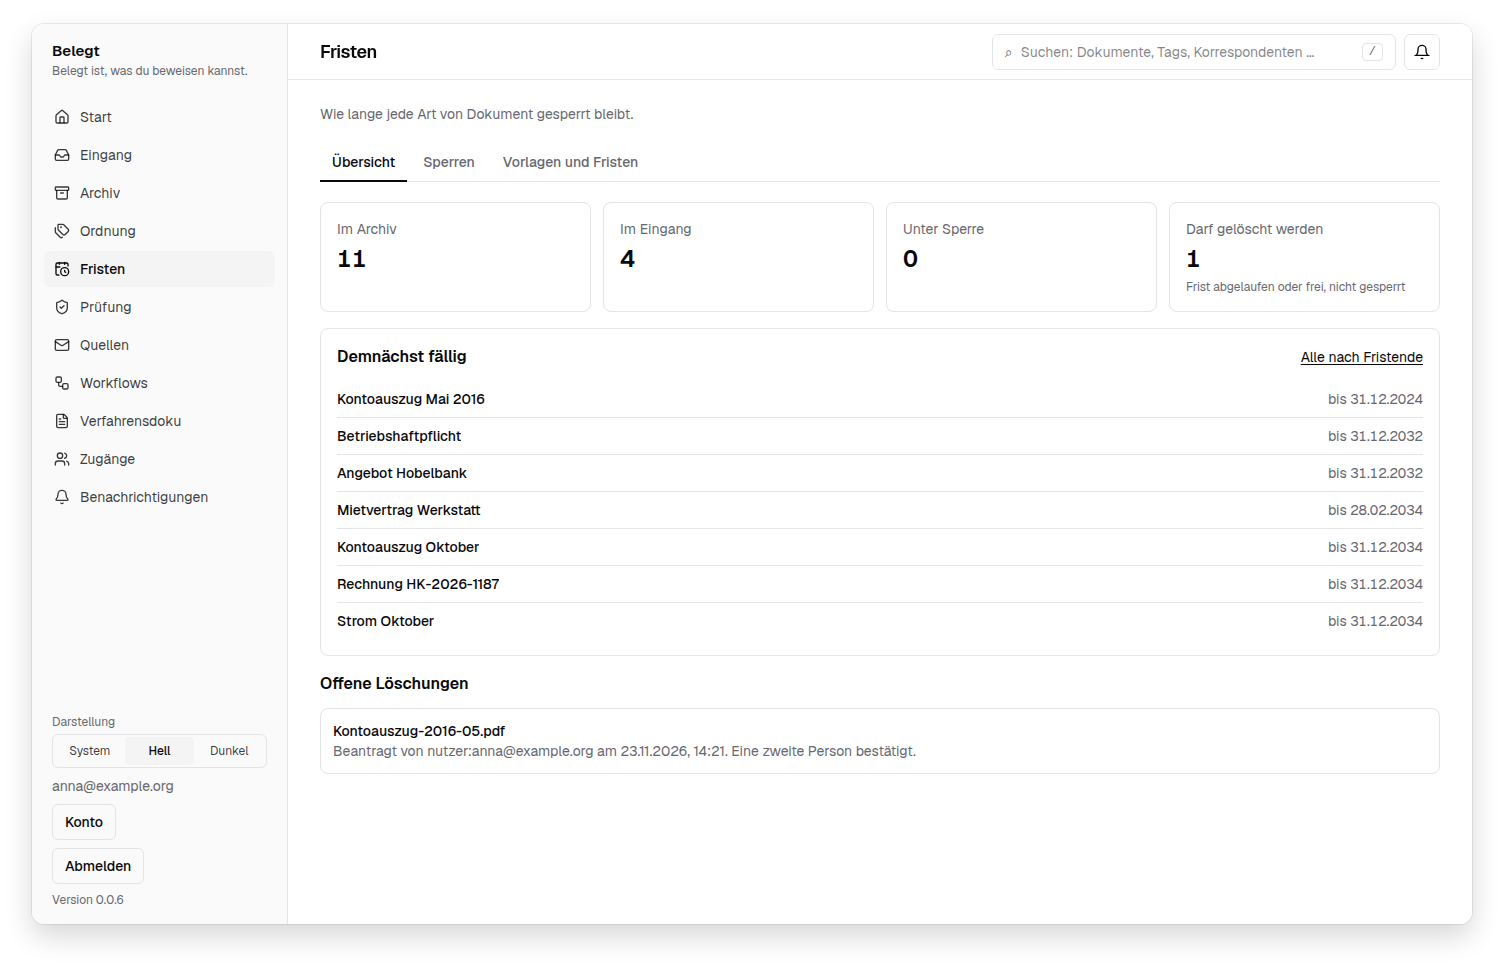 Belegt
Belegt ist, was du beweisen kannst.
Start
Eingang
Archiv
Ordnung
Fristen
Prüfung
Quellen
Workflows
Verfahrensdoku
Zugänge
Benachrichtigungen
Darstellung
System Hell Dunkel
anna@example.org
Konto
Abmelden
Version 0.0.6
Fristen
Suchen: Dokumente, Tags, Korrespondenten … /
Wie lange jede Art von Dokument gesperrt bleibt.
Übersicht Sperren Vorlagen und Fristen
Im Archiv
11
Im Eingang
4
Unter Sperre
0
Darf gelöscht werden
1
Frist abgelaufen oder frei, nicht gesperrt
Demnächst fällig Alle nach Fristende
Kontoauszug Mai 2016 bis 31.12.2024
Betriebshaftpflicht bis 31.12.2032
Angebot Hobelbank bis 31.12.2032
Mietvertrag Werkstatt bis 28.02.2034
Kontoauszug Oktober bis 31.12.2034
Rechnung HK-2026-1187 bis 31.12.2034
Strom Oktober bis 31.12.2034
Offene Löschungen
Kontoauszug-2016-05.pdf
Beantragt von nutzer:anna@example.org am 23.11.2026, 14:21. Eine zweite Person bestätigt.